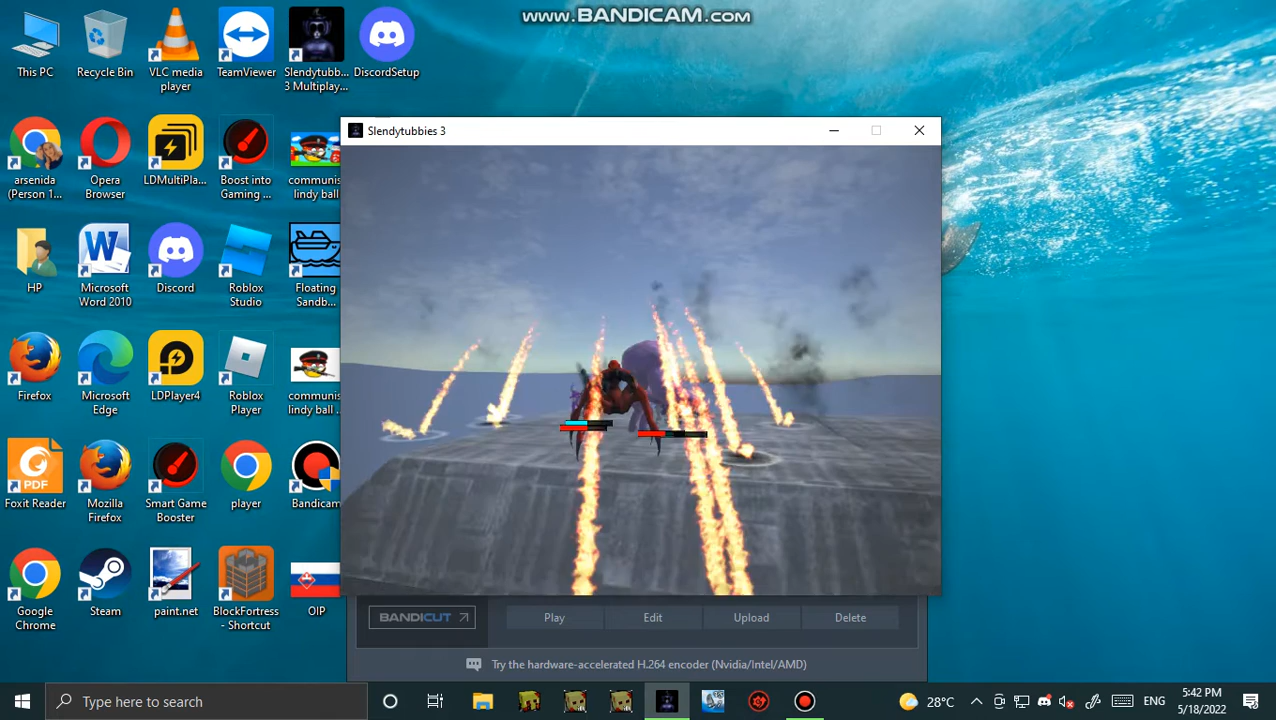 www.BANDICAM.com
This PC
Recycle Bin
VLC media
player
TeamViewer
Slendytubb...
3 Multiplay...
DiscordSetup
Slendytubbies 3
arsenida
(Person 1...
Opera
Browser
LDMultiPla...
Boost into
Gaming ...
communis
lindy ball
HP
Microsoft
Word 2010
Discord
Roblox
Studio
Floating
Sandb...
Firefox
Microsoft
Edge
LDPlayer4
Roblox
Player
communis
lindy ball ...
PDF
Foxit Reader
Mozilla
Firefox
Smart Game
Booster
player
Bandicam
Google
Chrome
Steam
paint.net
BlockFortress
- Shortcut
OIP
BANDICUT
Play
Edit
Upload
Delete
Try the hardware-accelerated H.264 encoder (Nvidia/Intel/AMD)
Type here to search
28°C
ENG
5:42 PM
5/18/2022